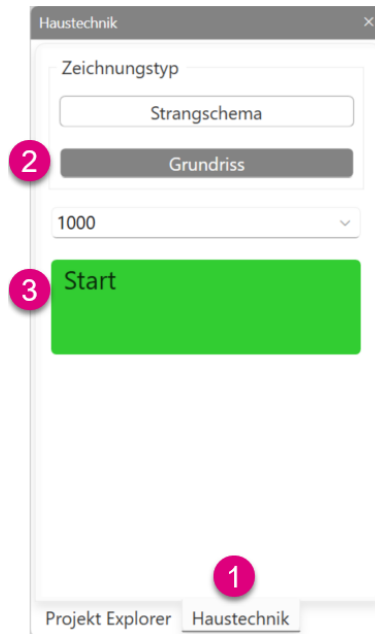 Haustechnik ×
Zeichnungstyp
Strangschema
2 Grundriss
1000
3 Start
1
Projekt Explorer Haustechnik